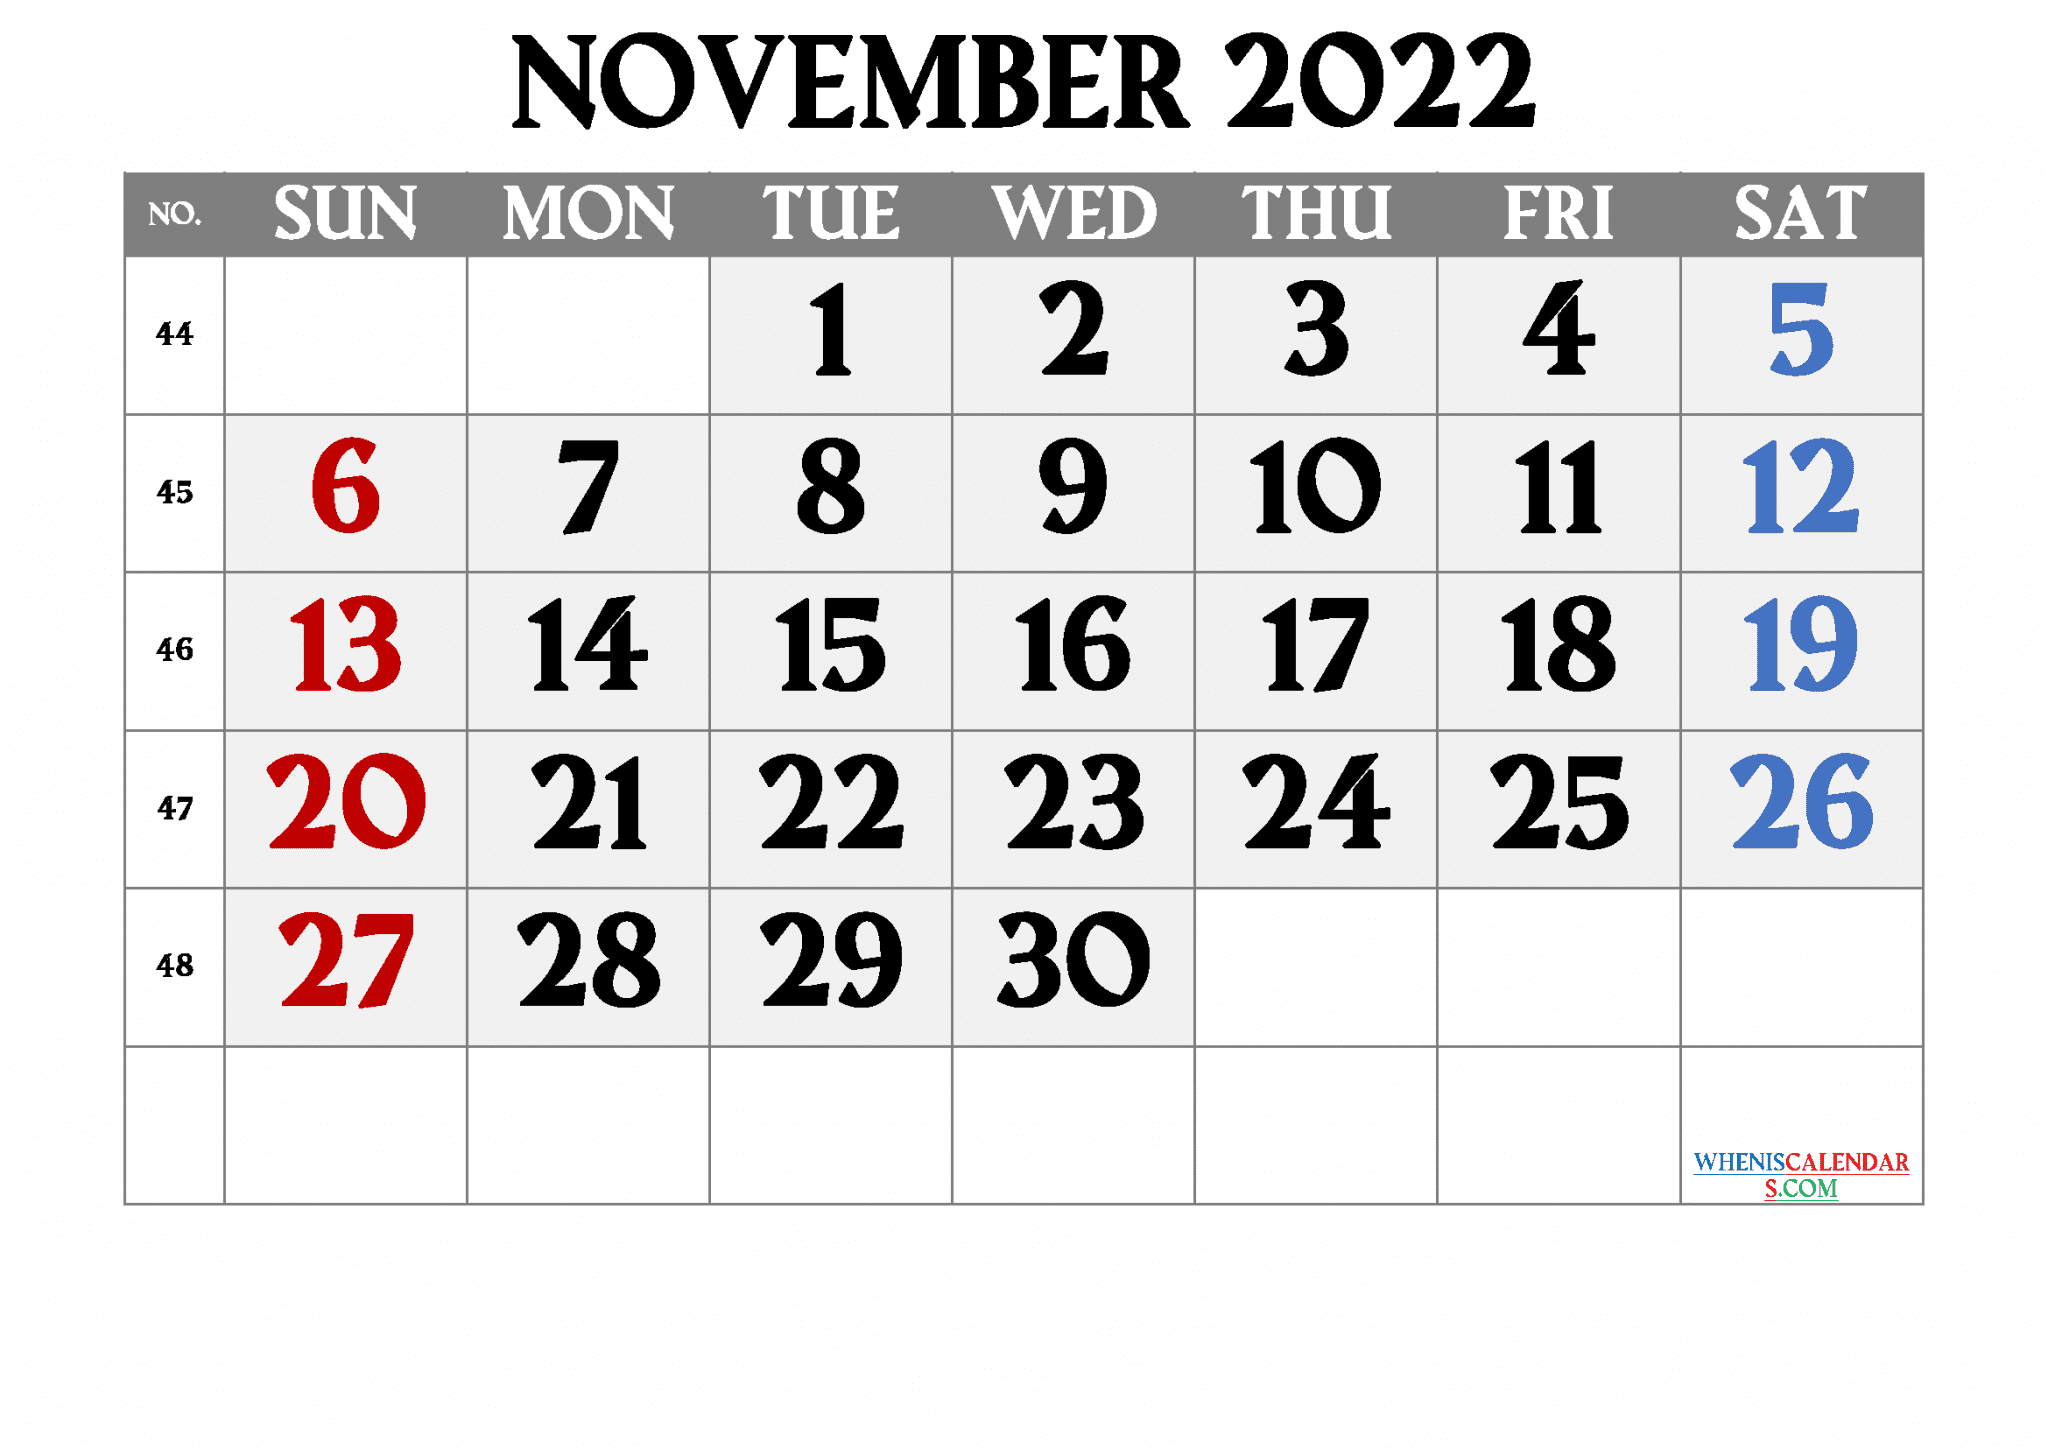 NOVEMBER 2022
NO. SUN MON TUE WED THU FRI SAT
44 1 2 3 4 5
45 6 7 8 9 10 11 12
46 13 14 15 16 17 18 19
47 20 21 22 23 24 25 26
48 27 28 29 30
WHENISCALENDAR
S.COM